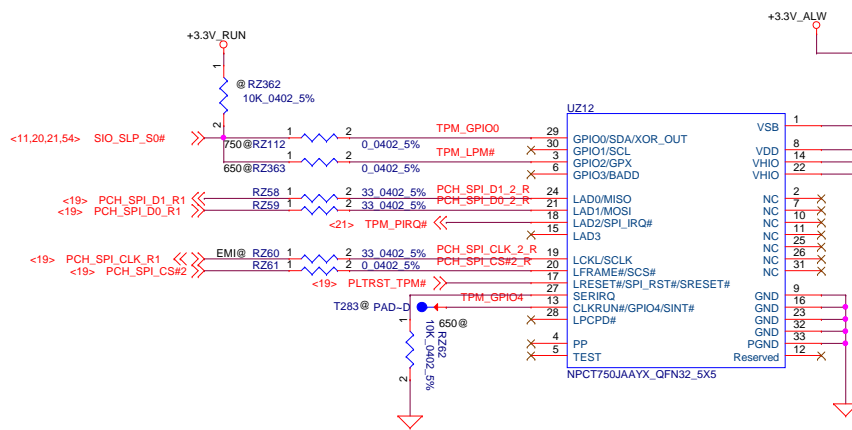 +3.3V_ALW
+3.3V_RUN
1
@ RZ362
10K_0402_5%
2
UZ12
<11,20,21,54> SIO_SLP_S0#
750@ RZ112 1 2 0_0402_5% TPM_GPIO0 29 GPIO0/SDA/XOR_OUT VSB 1
30 GPIO1/SCL
650@ RZ363 1 2 0_0402_5% TPM_LPM# 3 GPIO2/GPX VDD 8
6 GPIO3/BADD VHIO 14
VHIO 22
<19> PCH_SPI_D1_R1 RZ58 1 2 33_0402_5% PCH_SPI_D1_2_R 24 LAD0/MISO NC 2
<19> PCH_SPI_D0_R1 RZ59 1 2 33_0402_5% PCH_SPI_D0_2_R 21 LAD1/MOSI NC 7
<21> TPM_PIRQ# 18 LAD2/SPI_IRQ# NC 10
15 LAD3 NC 11
NC 25
<19> PCH_SPI_CLK_R1 EMI@ RZ60 1 2 33_0402_5% PCH_SPI_CLK_2_R 19 LCKL/SCLK NC 26
<19> PCH_SPI_CS#2 RZ61 1 2 0_0402_5% PCH_SPI_CS#2_R 20 LFRAME#/SCS# NC 31
<19> PLTRST_TPM# 17 LRESET#/SPI_RST#/SRESET#
27 SERIRQ GND 9
T283@ PAD~D TPM_GPIO4 13 CLKRUN#/GPIO4/SINT# GND 16
28 LPCPD# GND 23
GND 32
4 PP PGND 33
5 TEST Reserved 12
650@
1
RZ62
10K_0402_5%
2
NPCT750JAAYX_QFN32_5X5